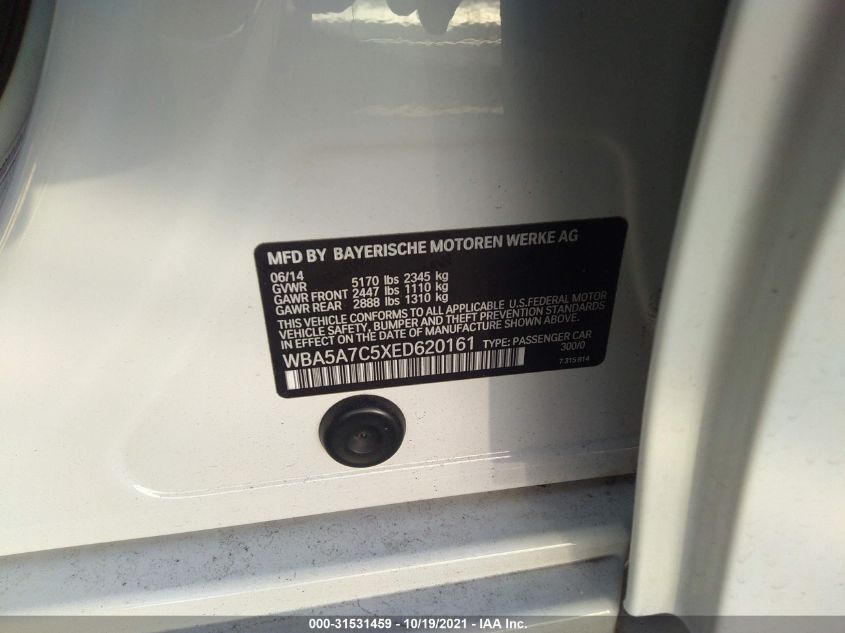 MFD BY BAYERISCHE MOTOREN WERKE AG
06/14
GVWR 5170 lbs 2345 kg
GAWR FRONT 2447 lbs 1110 kg
GAWR REAR 2888 lbs 1310 kg
THIS VEHICLE CONFORMS TO ALL APPLICABLE U.S.FEDERAL MOTOR
VEHICLE SAFETY, BUMPER AND THEFT PREVENTION STANDARDS
IN EFFECT ON THE DATE OF MANUFACTURE SHOWN ABOVE.
WBA5A7C5XED620161 TYPE: PASSENGER CAR
300/0
7 315 814
000-31531459 - 10/19/2021 - IAA Inc.